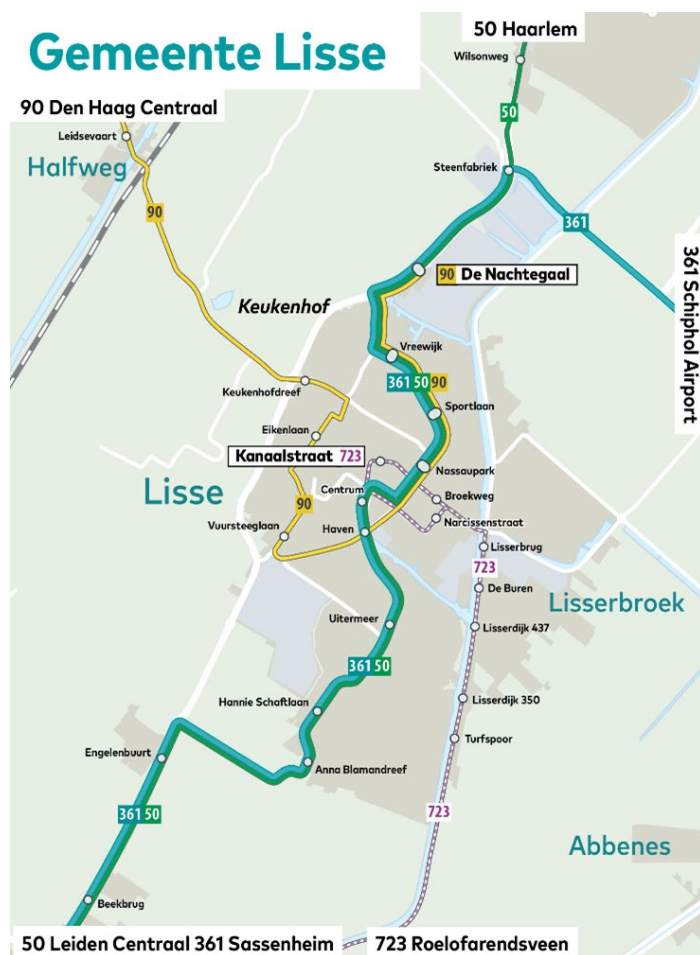 Gemeente Lisse
50 Haarlem
Wilsonweg
90 Den Haag Centraal
50
Leidsevaart
Halfweg
Steenfabriek
90
361
361 Schiphol Airport
90 De Nachtegaal
Keukenhof
Vreewijk
361 50 90
Keukenhofdreef
Sportlaan
Eikenlaan
Kanaalstraat 723
Nassaupark
Lisse
Centrum
Broekweg
90
Narcissenstraat
Vuursteeglaan
Haven
Lisserbrug
723
De Buren
Lisserbroek
Uitermeer
Lisserdijk 437
361 50
Hannie Schaftlaan
Lisserdijk 350
Turfspoor
Engelenbuurt
Anna Blamandreef
361 50
723
Abbenes
Beekbrug
50 Leiden Centraal 361 Sassenheim
723 Roelofarendsveen